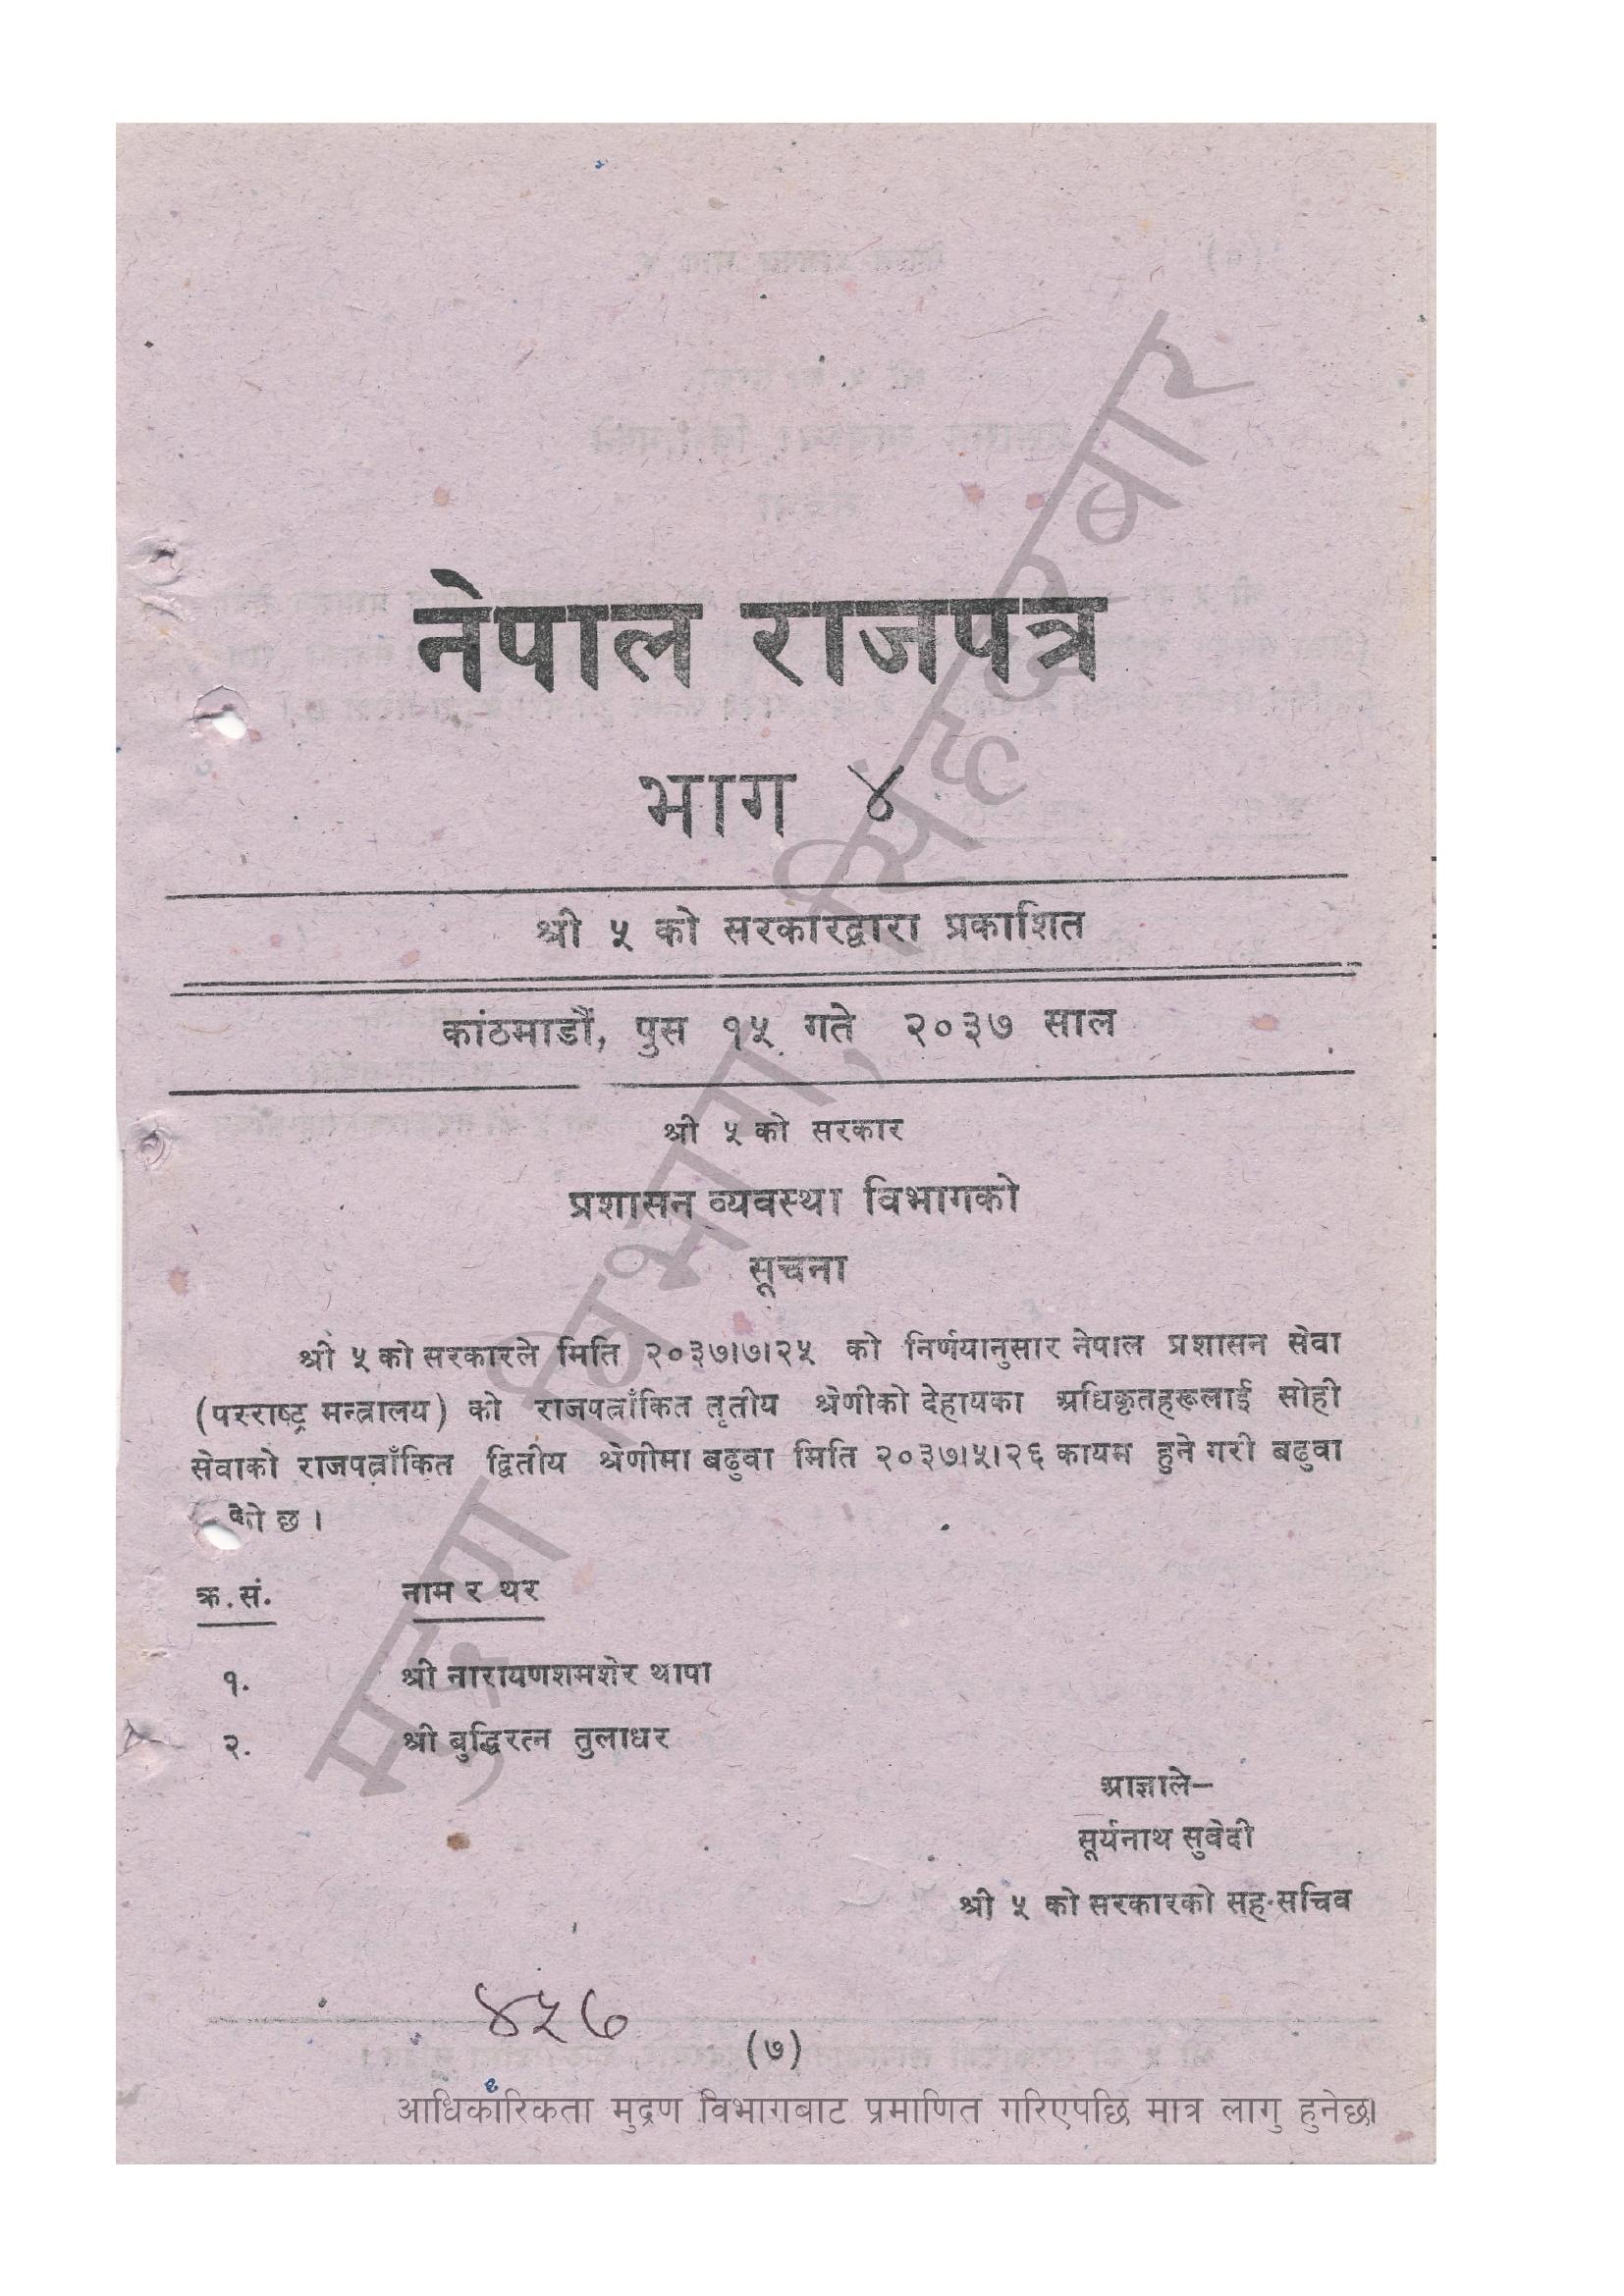 नेपाल राजपत्र
भाग ४
श्री ५ को सरकारद्वारा प्रकाशित
कांठमाडौं, पुस १५ गते २०३७ साल
श्री ५ को सरकार
प्रशासन व्यवस्था विभागको
सूचना
श्री ५ को सरकारले मिति २०३७।७।२५ को निर्णयानुसार नेपाल प्रशासन सेवा
(परराष्ट्र मन्त्रालय) को राजपत्राँकित तृतीय श्रेणीको देहायका अधिकृतहरूलाई सोही
सेवाको राजपत्राँकित द्वितीय श्रेणीमा बढुवा मिति २०३७।५।२६ कायम हुने गरी बढुवा
को छ ।
क्र.सं. नाम र थर
१. श्री नारायणशमशेर थापा
२. श्री बुद्धिरत्न तुलाधर
आज्ञाले–
सूर्यनाथ सुवेदी
श्री ५ को सरकारको सह-सचिव
४५७
(७)
आधिकारिकता मुद्रण विभागबाट प्रमाणित गरिएपछि मात्र लागु हुनेछ।
मुद्रण विभाग, सिंहदरबार